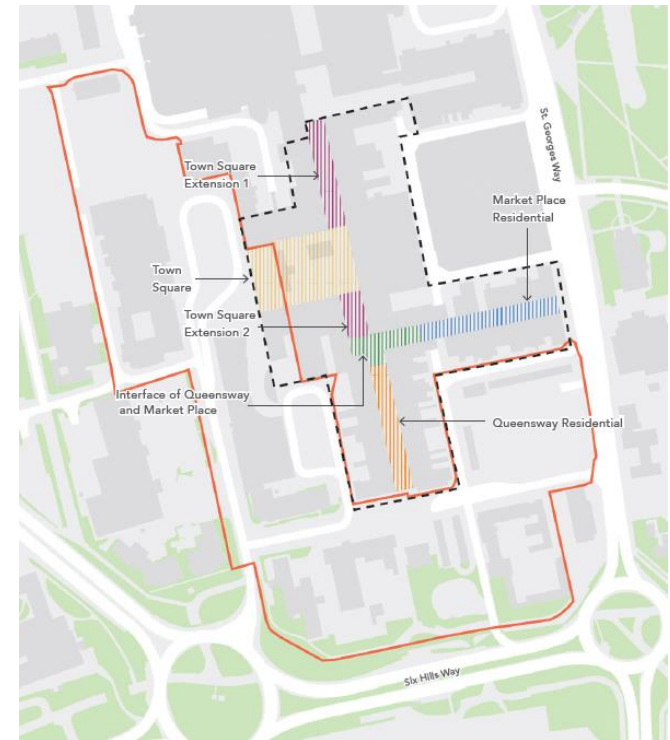 St. Georges Way
Town Square
Extension 1
Market Place
Residential
Town
Square
Town Square
Extension 2
Interface of Queensway
and Market Place
Queensway Residential
Six Hills Way